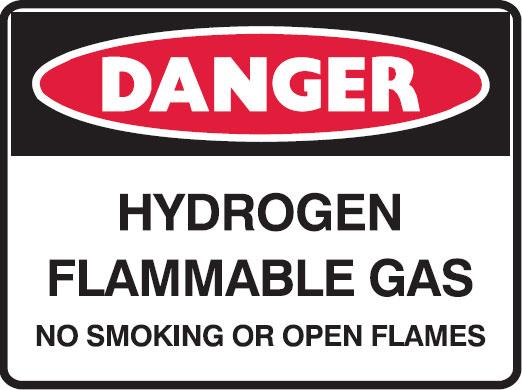 DANGER
HYDROGEN
FLAMMABLE GAS
NO SMOKING OR OPEN FLAMES